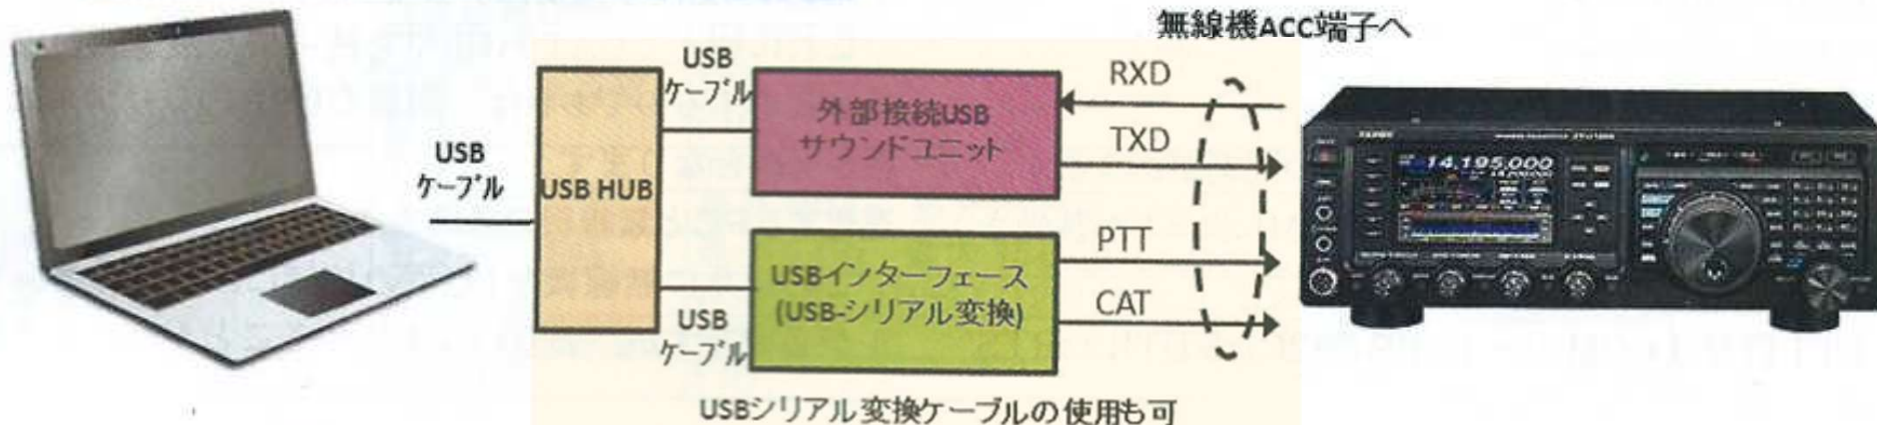 無線機ACC端子へ
USB
ケーブル
USB
ケーブル
USB HUB
外部接続USB
サウンドユニット
RXD
TXD
USBインターフェース
(USB-シリアル変換)
PTT
CAT
USB
ケーブル
USBシリアル変換ケーブルの使用も可
YAESU
14.195.000